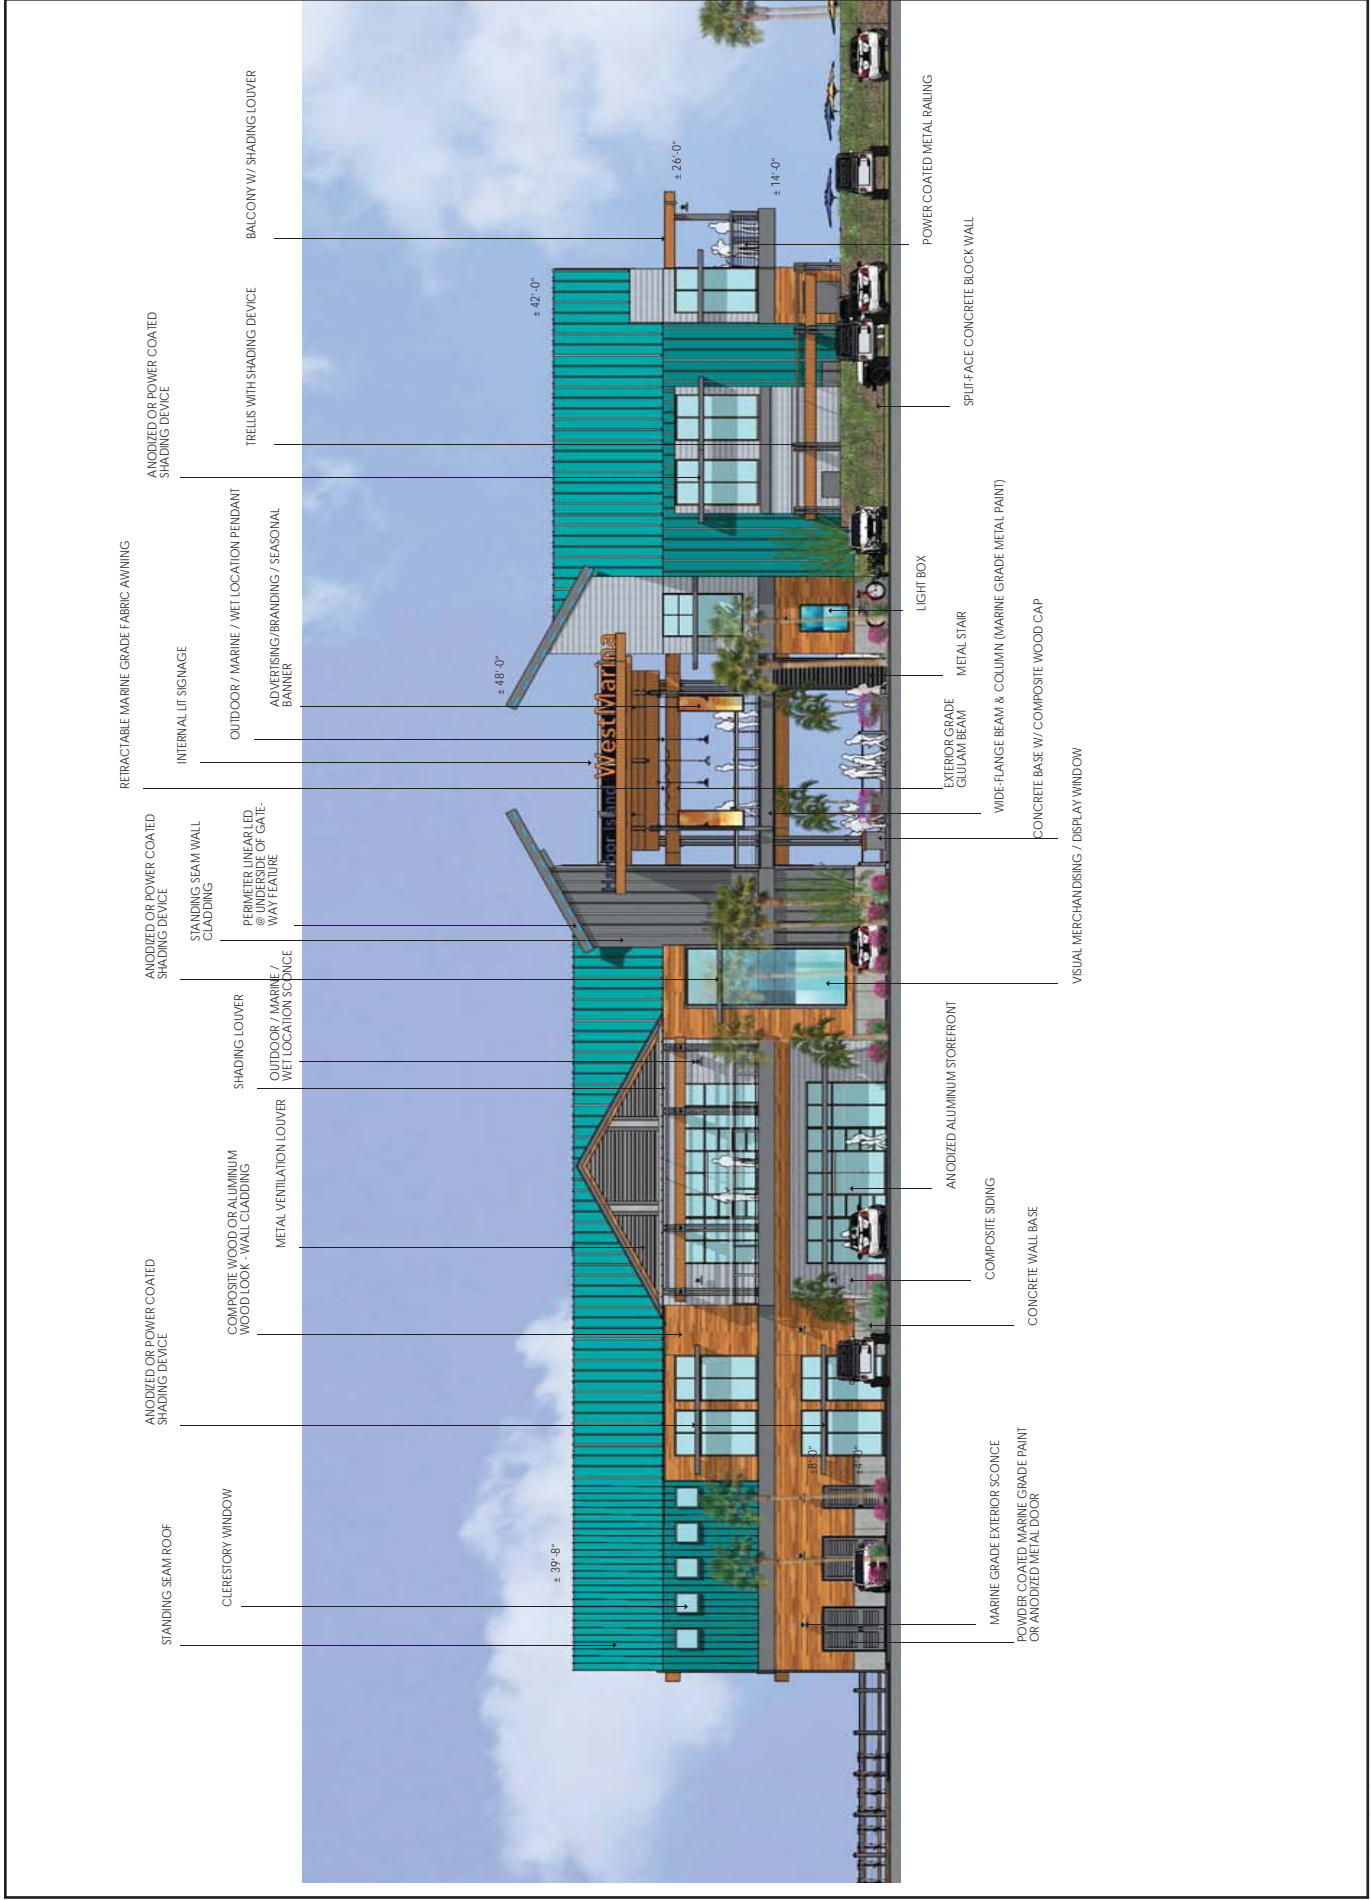 STANDING SEAM ROOF
CLERESTORY WINDOW
± 39'-8"
ANODIZED OR POWER COATED
SHADING DEVICE
COMPOSITE WOOD OR ALUMINUM
WOOD LOOK - WALL CLADDING
METAL VENTILATION LOUVER
SHADING LOUVER
OUTDOOR / MARINE /
WET LOCATION SCONCE
ANODIZED OR POWER COATED
SHADING DEVICE
STANDING SEAM WALL
CLADDING
PERIMETER LINEAR LED
@ UNDERSIDE OF GATE-
WAY FEATURE
RETRACTABLE MARINE GRADE FABRIC AWNING
INTERNAL LIT SIGNAGE
OUTDOOR / MARINE / WET LOCATION PENDANT
ADVERTISING/BRANDING / SEASONAL
BANNER
± 48'-0"
ANODIZED OR POWER COATED
SHADING DEVICE
TRELLIS WITH SHADING DEVICE
BALCONY W/ SHADING LOUVER
± 42'-0"
± 26'-0"
± 14'-0"
Harbor Island WestMarina
±8'-0"
±4'-0"
MARINE GRADE EXTERIOR SCONCE
POWDER COATED MARINE GRADE PAINT
OR ANODIZED METAL DOOR
CONCRETE WALL BASE
COMPOSITE SIDING
ANODIZED ALUMINUM STOREFRONT
VISUAL MERCHANDISING / DISPLAY WINDOW
CONCRETE BASE W/ COMPOSITE WOOD CAP
WIDE-FLANGE BEAM & COLUMN (MARINE GRADE METAL PAINT)
EXTERIOR GRADE
GLULAM BEAM
METAL STAIR
LIGHT BOX
SPLIT-FACE CONCRETE BLOCK WALL
POWER COATED METAL RAILING